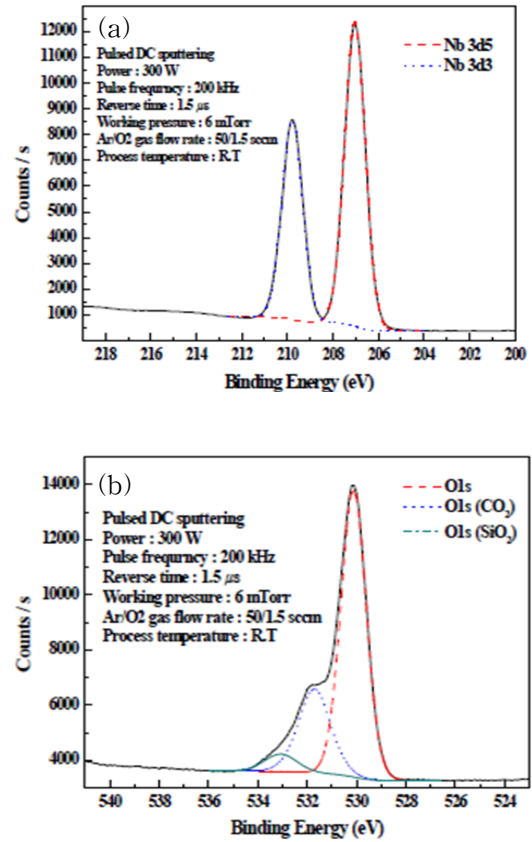 (a)
Pulsed DC sputtering
Power : 300 W
Pulse frequrncy : 200 kHz
Reverse time : 1.5 μs
Working pressure : 6 mTorr
Ar/O2 gas flow rate : 50/1.5 sccm
Process temperature : R.T
Nb 3d5
Nb 3d3
12000
11000
10000
9000
8000
7000
6000
5000
4000
3000
2000
1000
Counts / s
218 216 214 212 210 208 206 204 202 200
Binding Energy (eV)
(b)
Pulsed DC sputtering
Power : 300 W
Pulse frequrncy : 200 kHz
Reverse time : 1.5 μs
Working pressure : 6 mTorr
Ar/O2 gas flow rate : 50/1.5 sccm
Process temperature : R.T
O1s
O1s (CO₂)
O1s (SiO₂)
14000
12000
10000
8000
6000
4000
Counts / s
540 538 536 534 532 530 528 526 524
Binding Energy (eV)